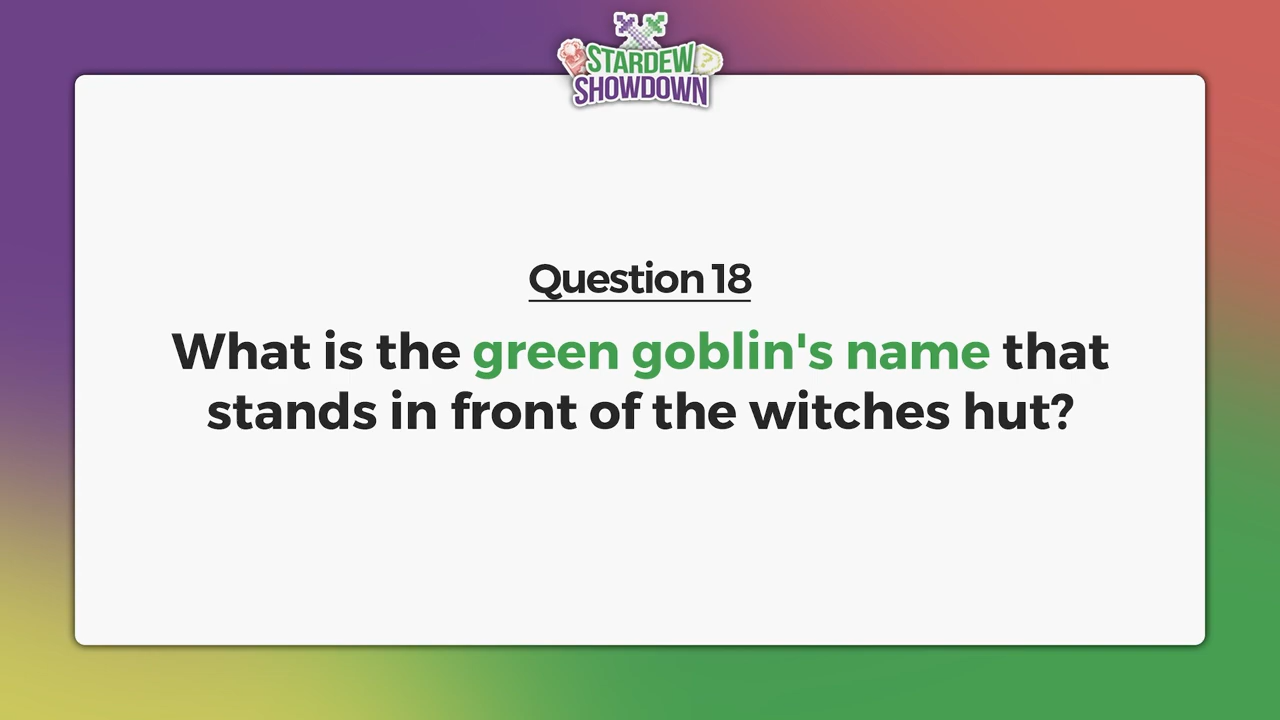 STARDEW
SHOWDOWN
Question 18
What is the green goblin's name that
stands in front of the witches hut?